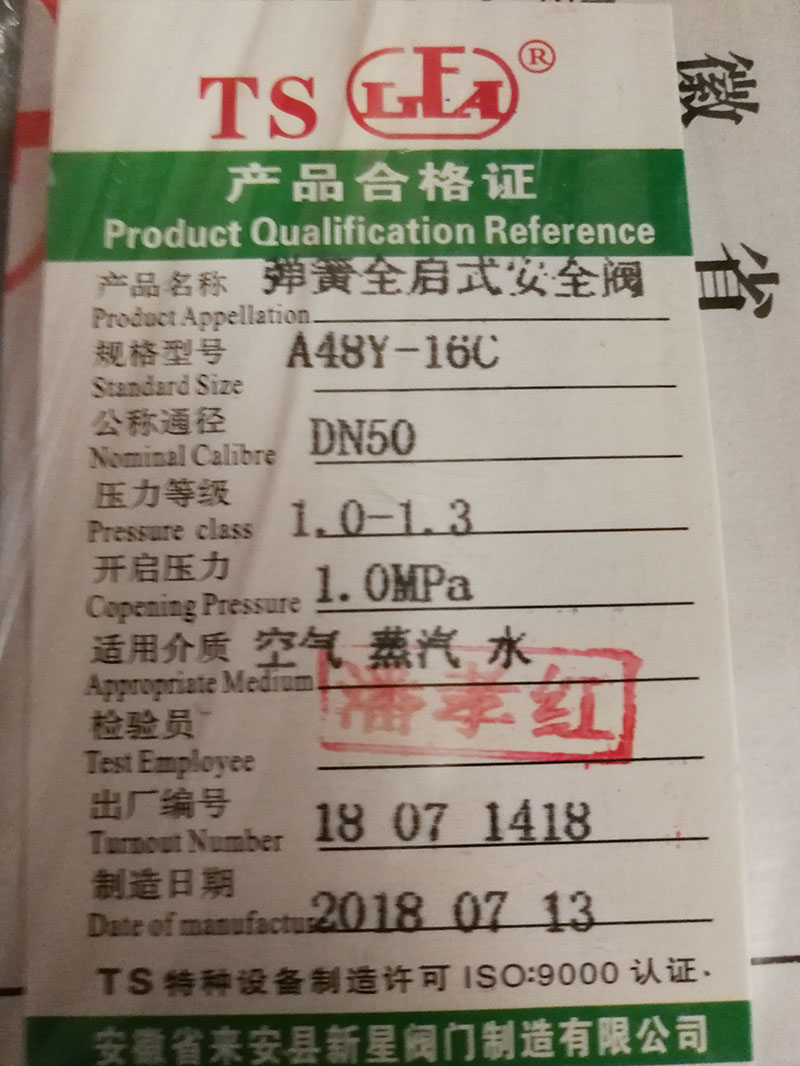 TS LEFA ®
产品合格证
Product Qualification Reference
产品名称 弹簧全启式安全阀
Product Appellation
规格型号 A48Y-16C
Standard Size
公称通径 DN50
Nominal Calibre
压力等级 1.0-1.3
Pressure class
开启压力 1.0MPa
Copening Pressure
适用介质 空气 蒸汽 水
Appropriate Medium
检验员 潘孝红
Test Employee
出厂编号 18 07 1418
Turnout Number
制造日期 2018 07 13
Date of manufactu
TS特种设备制造许可 ISO:9000 认证.
安徽省来安县新星阀门制造有限公司
徽
省